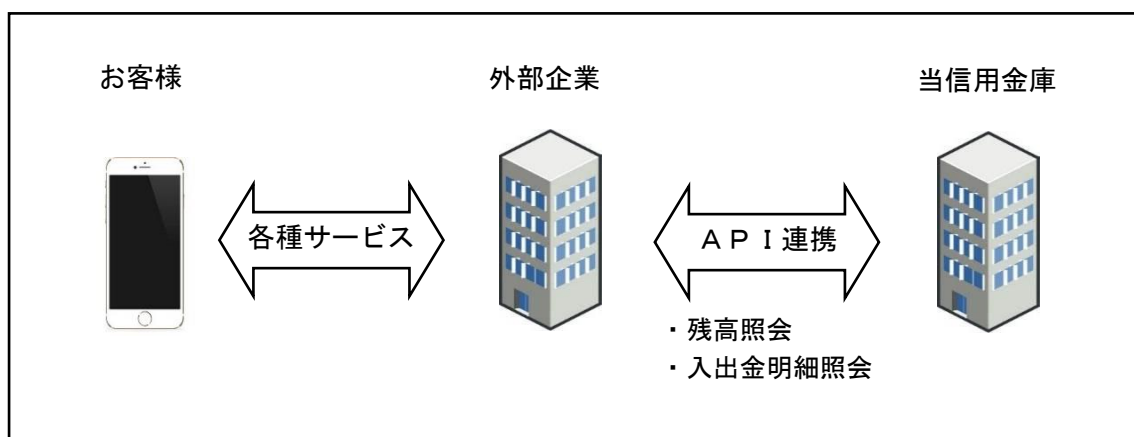 お客様
外部企業
当信用金庫
各種サービス
ＡＰＩ連携
・残高照会
・入出金明細照会